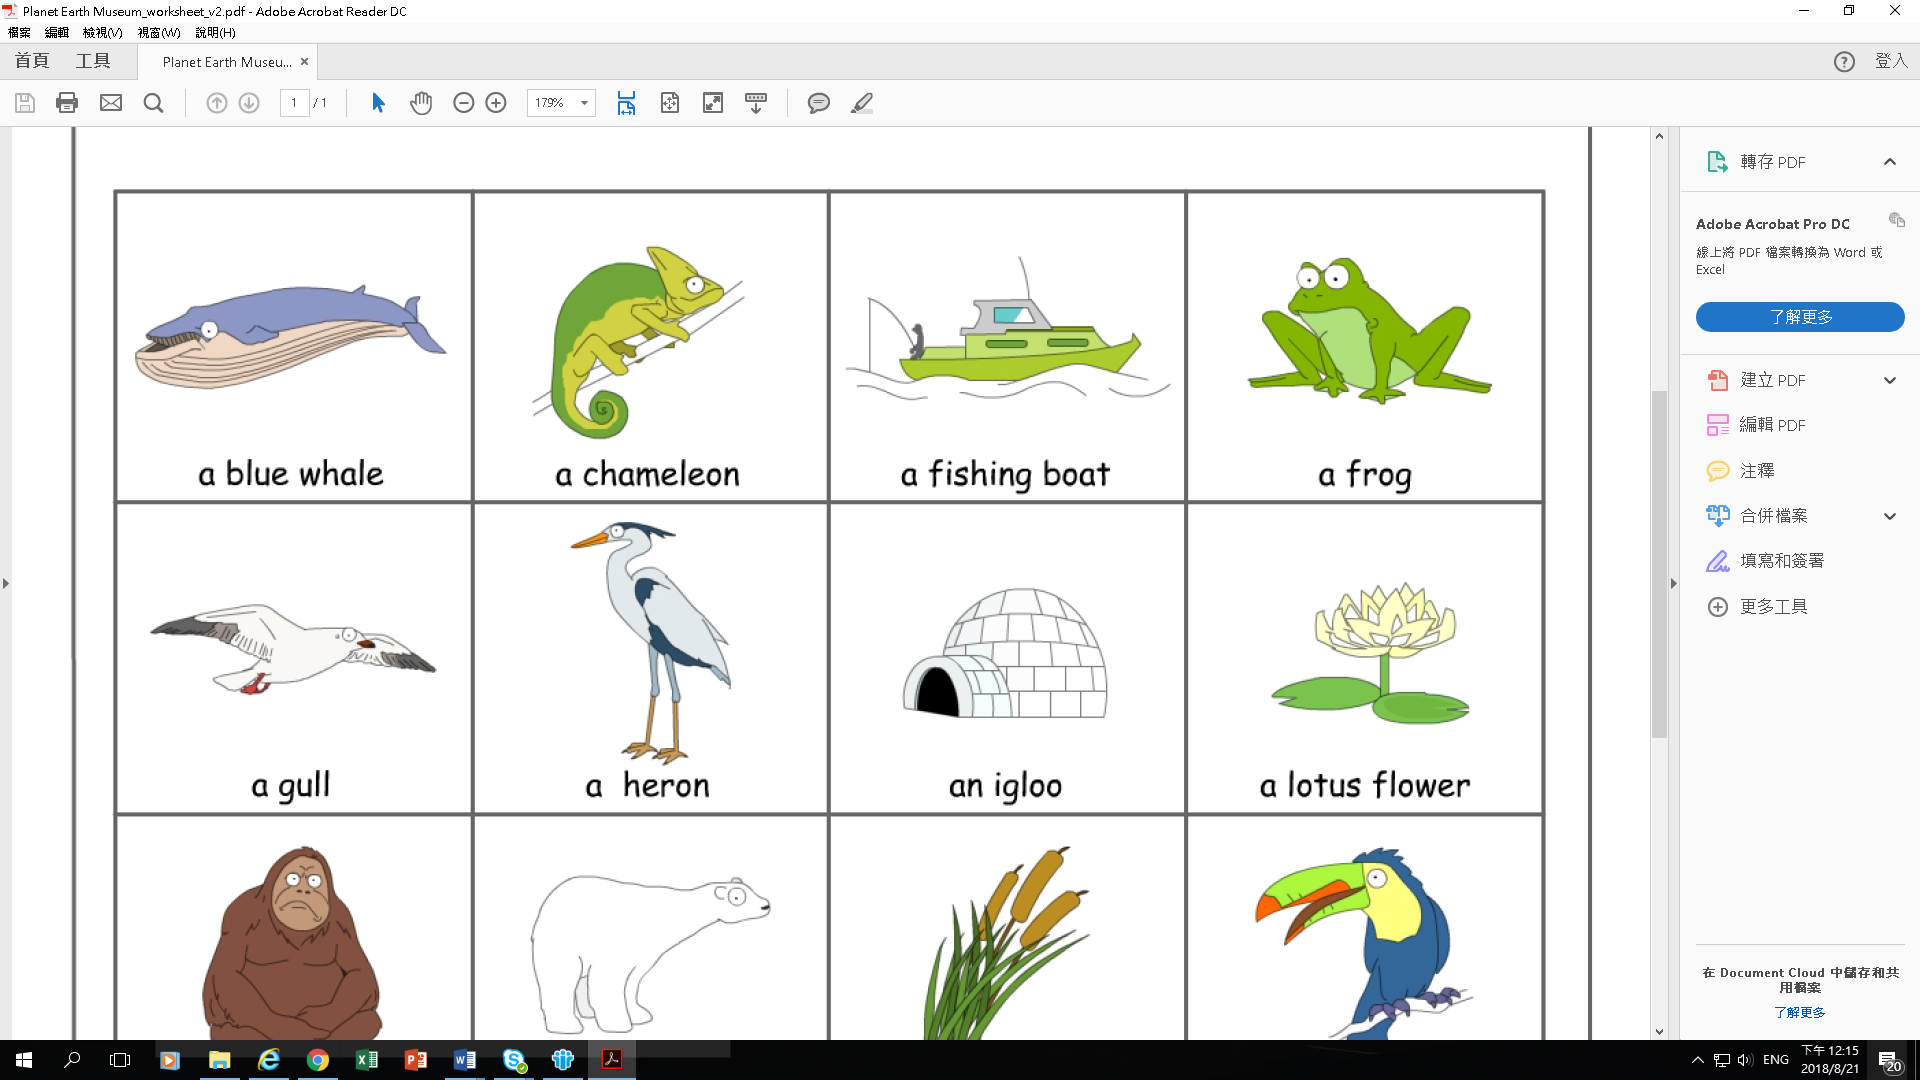 Planet Earth Museum_worksheet_v2.pdf - Adobe Acrobat Reader DC
檔案 編輯 檢視(V) 視窗(W) 說明(H)
首頁 工具 Planet Earth Museu... 登入
1 / 1 179%
a blue whale
a chameleon
a fishing boat
a frog
a gull
a heron
an igloo
a lotus flower
轉存 PDF
Adobe Acrobat Pro DC
線上將 PDF 檔案轉換為 Word 或
Excel
了解更多
建立 PDF
編輯 PDF
注釋
合併檔案
填寫和簽署
更多工具
在 Document Cloud 中儲存和共
用檔案
了解更多
ENG
下午 12:15
2018/8/21
20